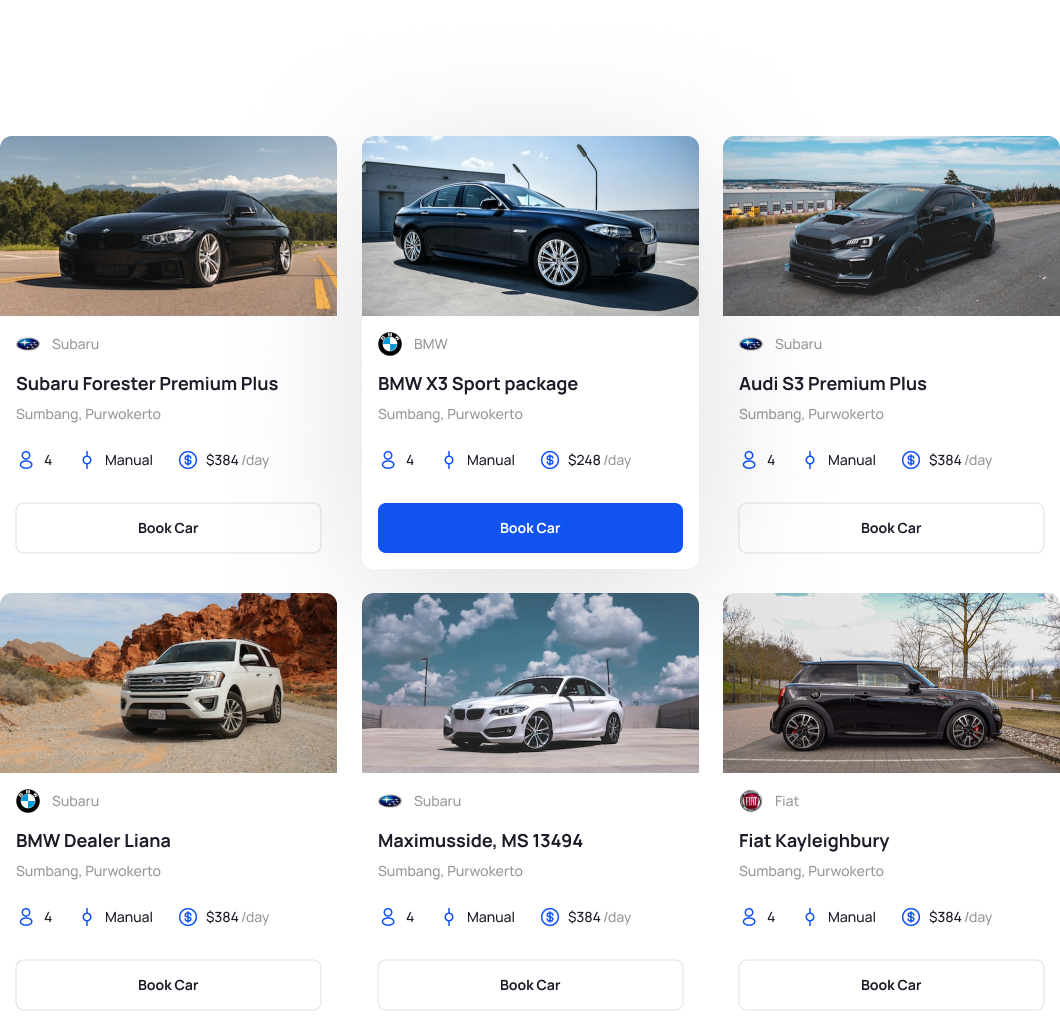 Subaru
Subaru Forester Premium Plus
Sumbang, Purwokerto
4 Manual $384 /day
Book Car
BMW
BMW X3 Sport package
Sumbang, Purwokerto
4 Manual $248 /day
Book Car
Subaru
Audi S3 Premium Plus
Sumbang, Purwokerto
4 Manual $384 /day
Book Car
Subaru
BMW Dealer Liana
Sumbang, Purwokerto
4 Manual $384 /day
Book Car
Subaru
Maximusside, MS 13494
Sumbang, Purwokerto
4 Manual $384 /day
Book Car
FIAT
Fiat
Fiat Kayleighbury
Sumbang, Purwokerto
4 Manual $384 /day
Book Car